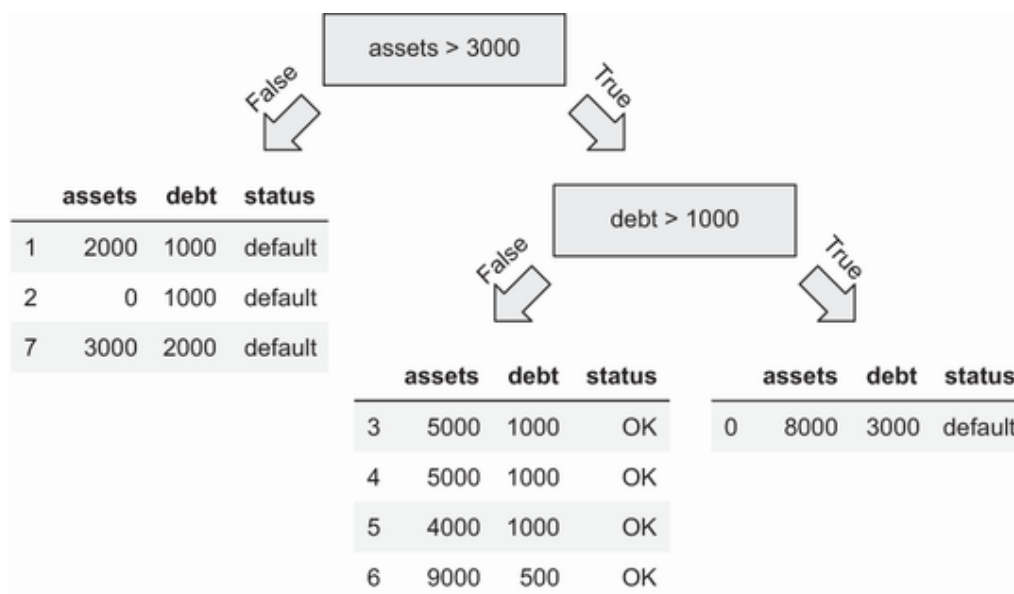 assets > 3000
False
True
assets debt status
1 2000 1000 default
2 0 1000 default
7 3000 2000 default
debt > 1000
False
True
assets debt status
3 5000 1000 OK
4 5000 1000 OK
5 4000 1000 OK
6 9000 500 OK
assets debt status
0 8000 3000 default